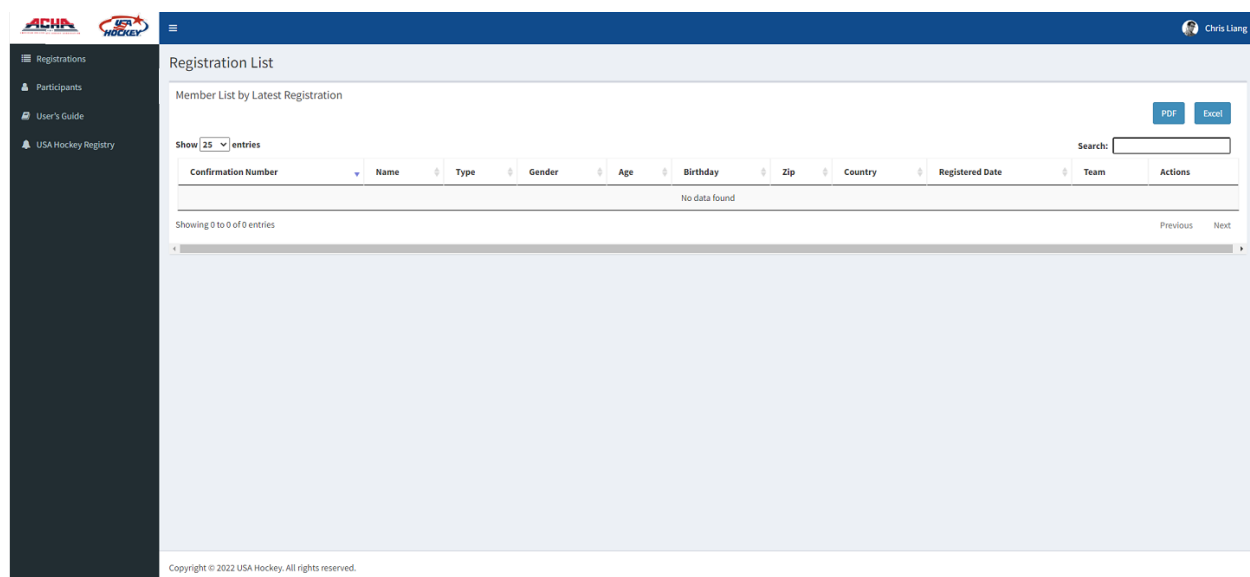 ACHA USA HOCKEY
Chris Liang
Registrations
Participants
User's Guide
USA Hockey Registry
Registration List
Member List by Latest Registration
PDF Excel
Show 25 entries Search:
Confirmation Number Name Type Gender Age Birthday Zip Country Registered Date Team Actions
No data found
Showing 0 to 0 of 0 entries Previous Next
Copyright © 2022 USA Hockey. All rights reserved.